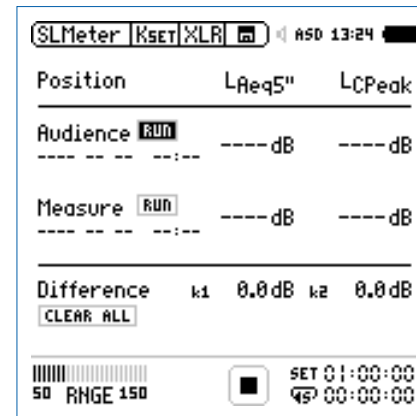 SLMeter KSET XLR ASD 13:24
Position LAeq5" LCPeak
Audience RUN ----dB ----dB
---- -- -- --:--
Measure RUN ----dB ----dB
---- -- -- --:--
Difference k1 0.0dB k2 0.0dB
CLEAR ALL
SET 01:00:00
50 RNGE 150 00:00:00